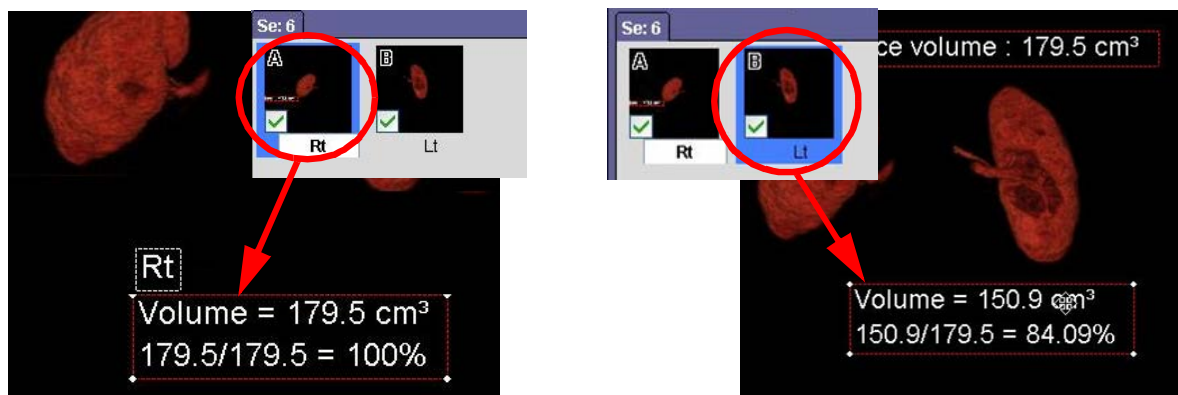 Se: 6
A
B
Rt
Lt
Rt
Volume = 179.5 cm³
179.5/179.5 = 100%
Se: 6
A
B
Rt
Lt
ce volume : 179.5 cm³
Volume = 150.9 cm³
150.9/179.5 = 84.09%